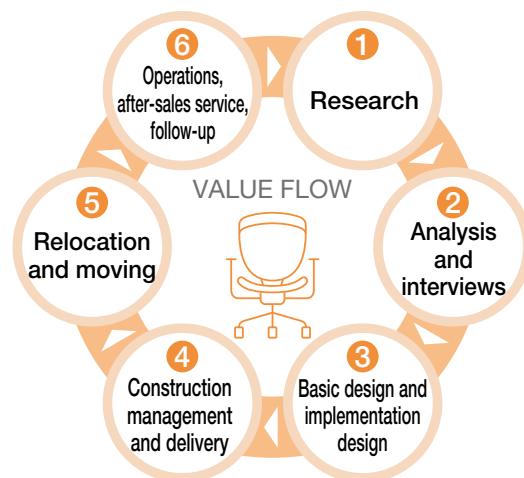 1
Research
2
Analysis
and
interviews
3
Basic design and
implementation
design
4
Construction
management
and delivery
5
Relocation
and moving
6
Operations,
after-sales service,
follow-up
VALUE FLOW